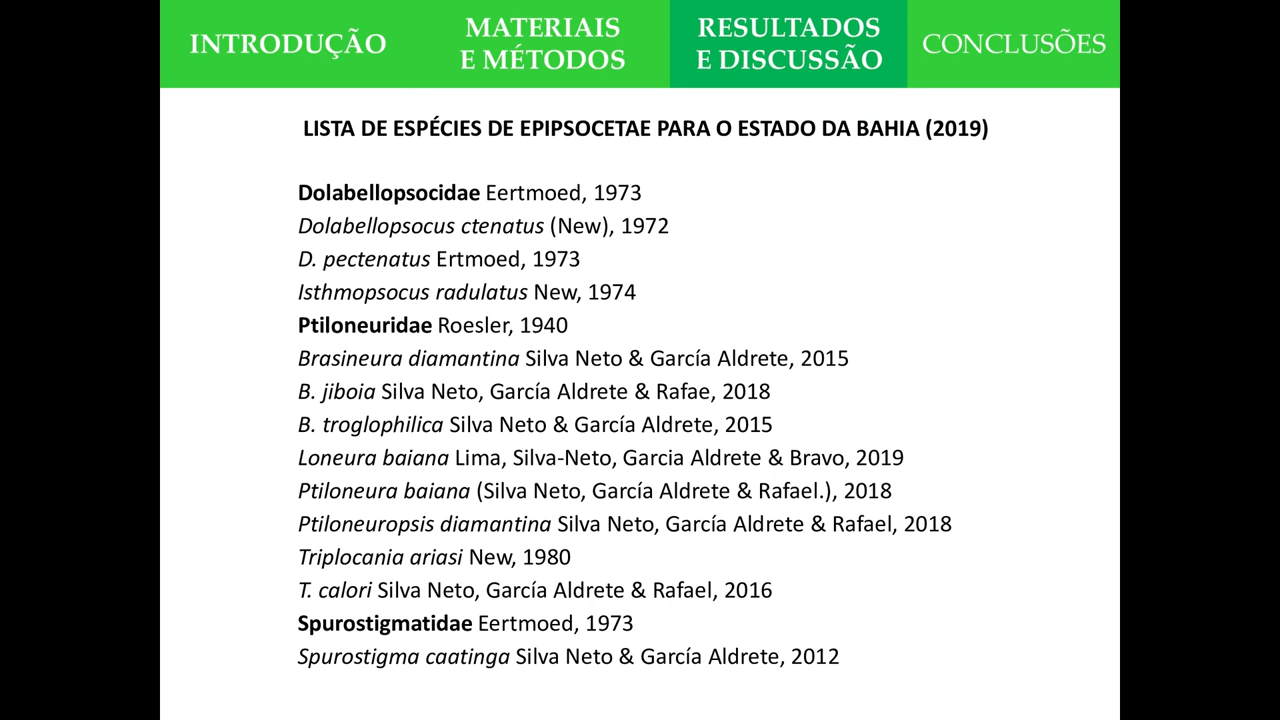 INTRODUÇÃO
MATERIAIS
E MÉTODOS
RESULTADOS
E DISCUSSÃO
CONCLUSÕES
LISTA DE ESPÉCIES DE EPIPSOCETAE PARA O ESTADO DA BAHIA (2019)
Dolabellopsocidae Eertmoed, 1973
Dolabellopsocus ctenatus (New), 1972
D. pectenatus Ertmoed, 1973
Isthmopsocus radulatus New, 1974
Ptiloneuridae Roesler, 1940
Brasineura diamantina Silva Neto & García Aldrete, 2015
B. jiboia Silva Neto, García Aldrete & Rafae, 2018
B. troglophilica Silva Neto & García Aldrete, 2015
Loneura baiana Lima, Silva-Neto, Garcia Aldrete & Bravo, 2019
Ptiloneura baiana (Silva Neto, García Aldrete & Rafael.), 2018
Ptiloneuropsis diamantina Silva Neto, García Aldrete & Rafael, 2018
Triplocania ariasi New, 1980
T. calori Silva Neto, García Aldrete & Rafael, 2016
Spurostigmatidae Eertmoed, 1973
Spurostigma caatinga Silva Neto & García Aldrete, 2012